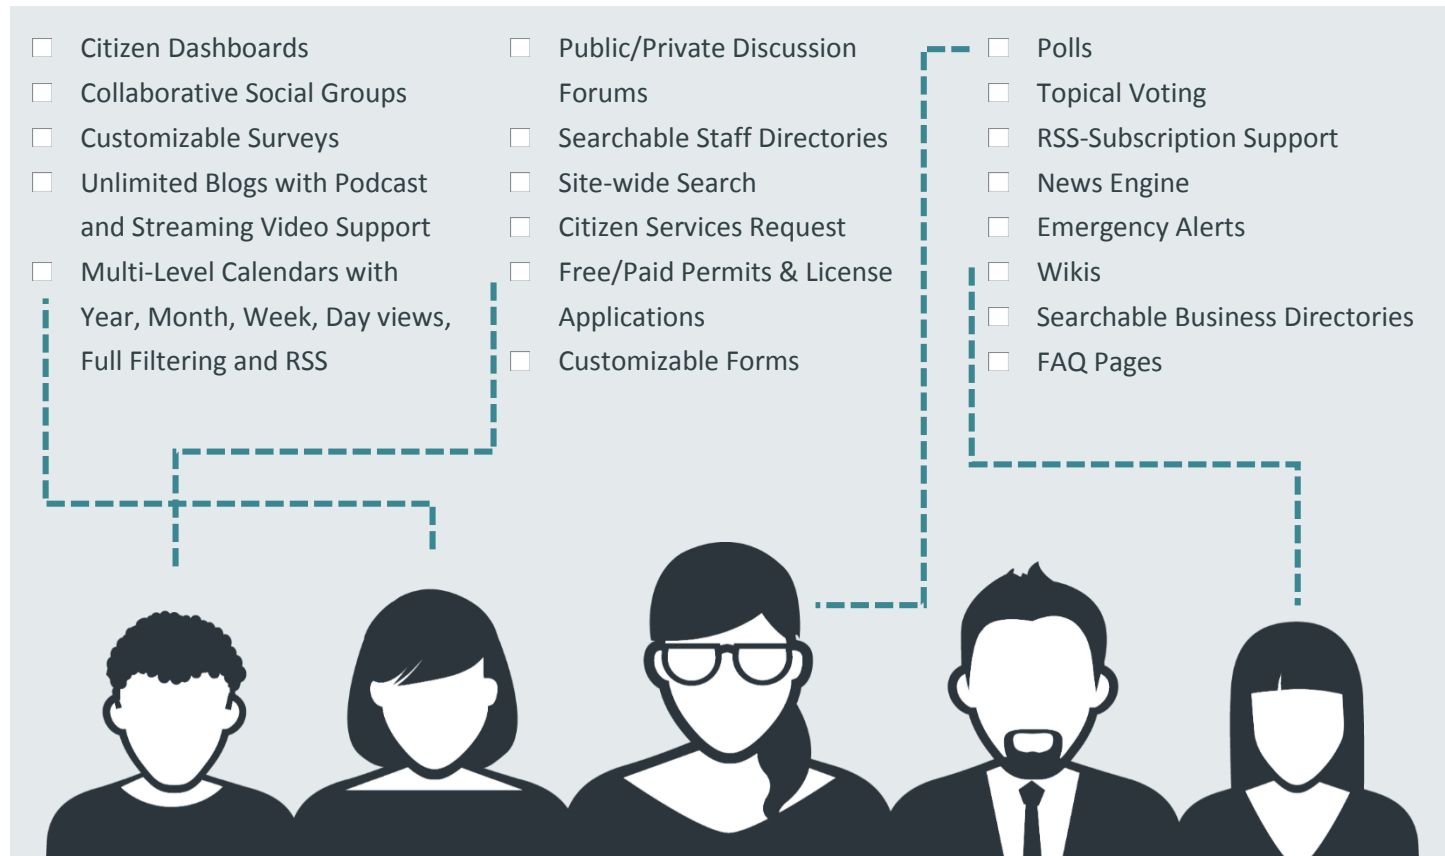 Citizen Dashboards
Collaborative Social Groups
Customizable Surveys
Unlimited Blogs with Podcast
and Streaming Video Support
Multi-Level Calendars with
Year, Month, Week, Day views,
Full Filtering and RSS
Public/Private Discussion
Forums
Searchable Staff Directories
Site-wide Search
Citizen Services Request
Free/Paid Permits & License
Applications
Customizable Forms
Polls
Topical Voting
RSS-Subscription Support
News Engine
Emergency Alerts
Wikis
Searchable Business Directories
FAQ Pages